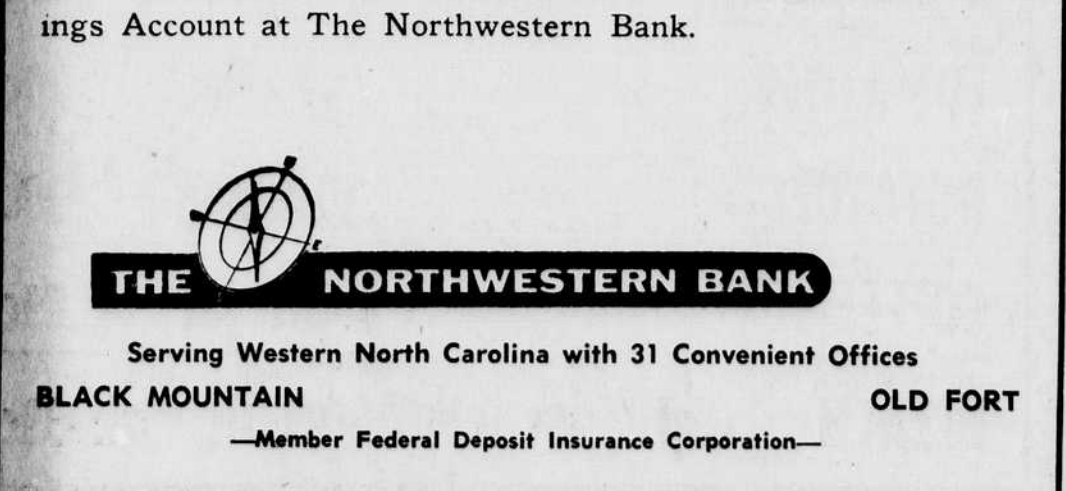 ings Account at The Northwestern Bank.
THE NORTHWESTERN BANK
Serving Western North Carolina with 31 Convenient Offices
BLACK MOUNTAIN OLD FORT
—Member Federal Deposit Insurance Corporation—